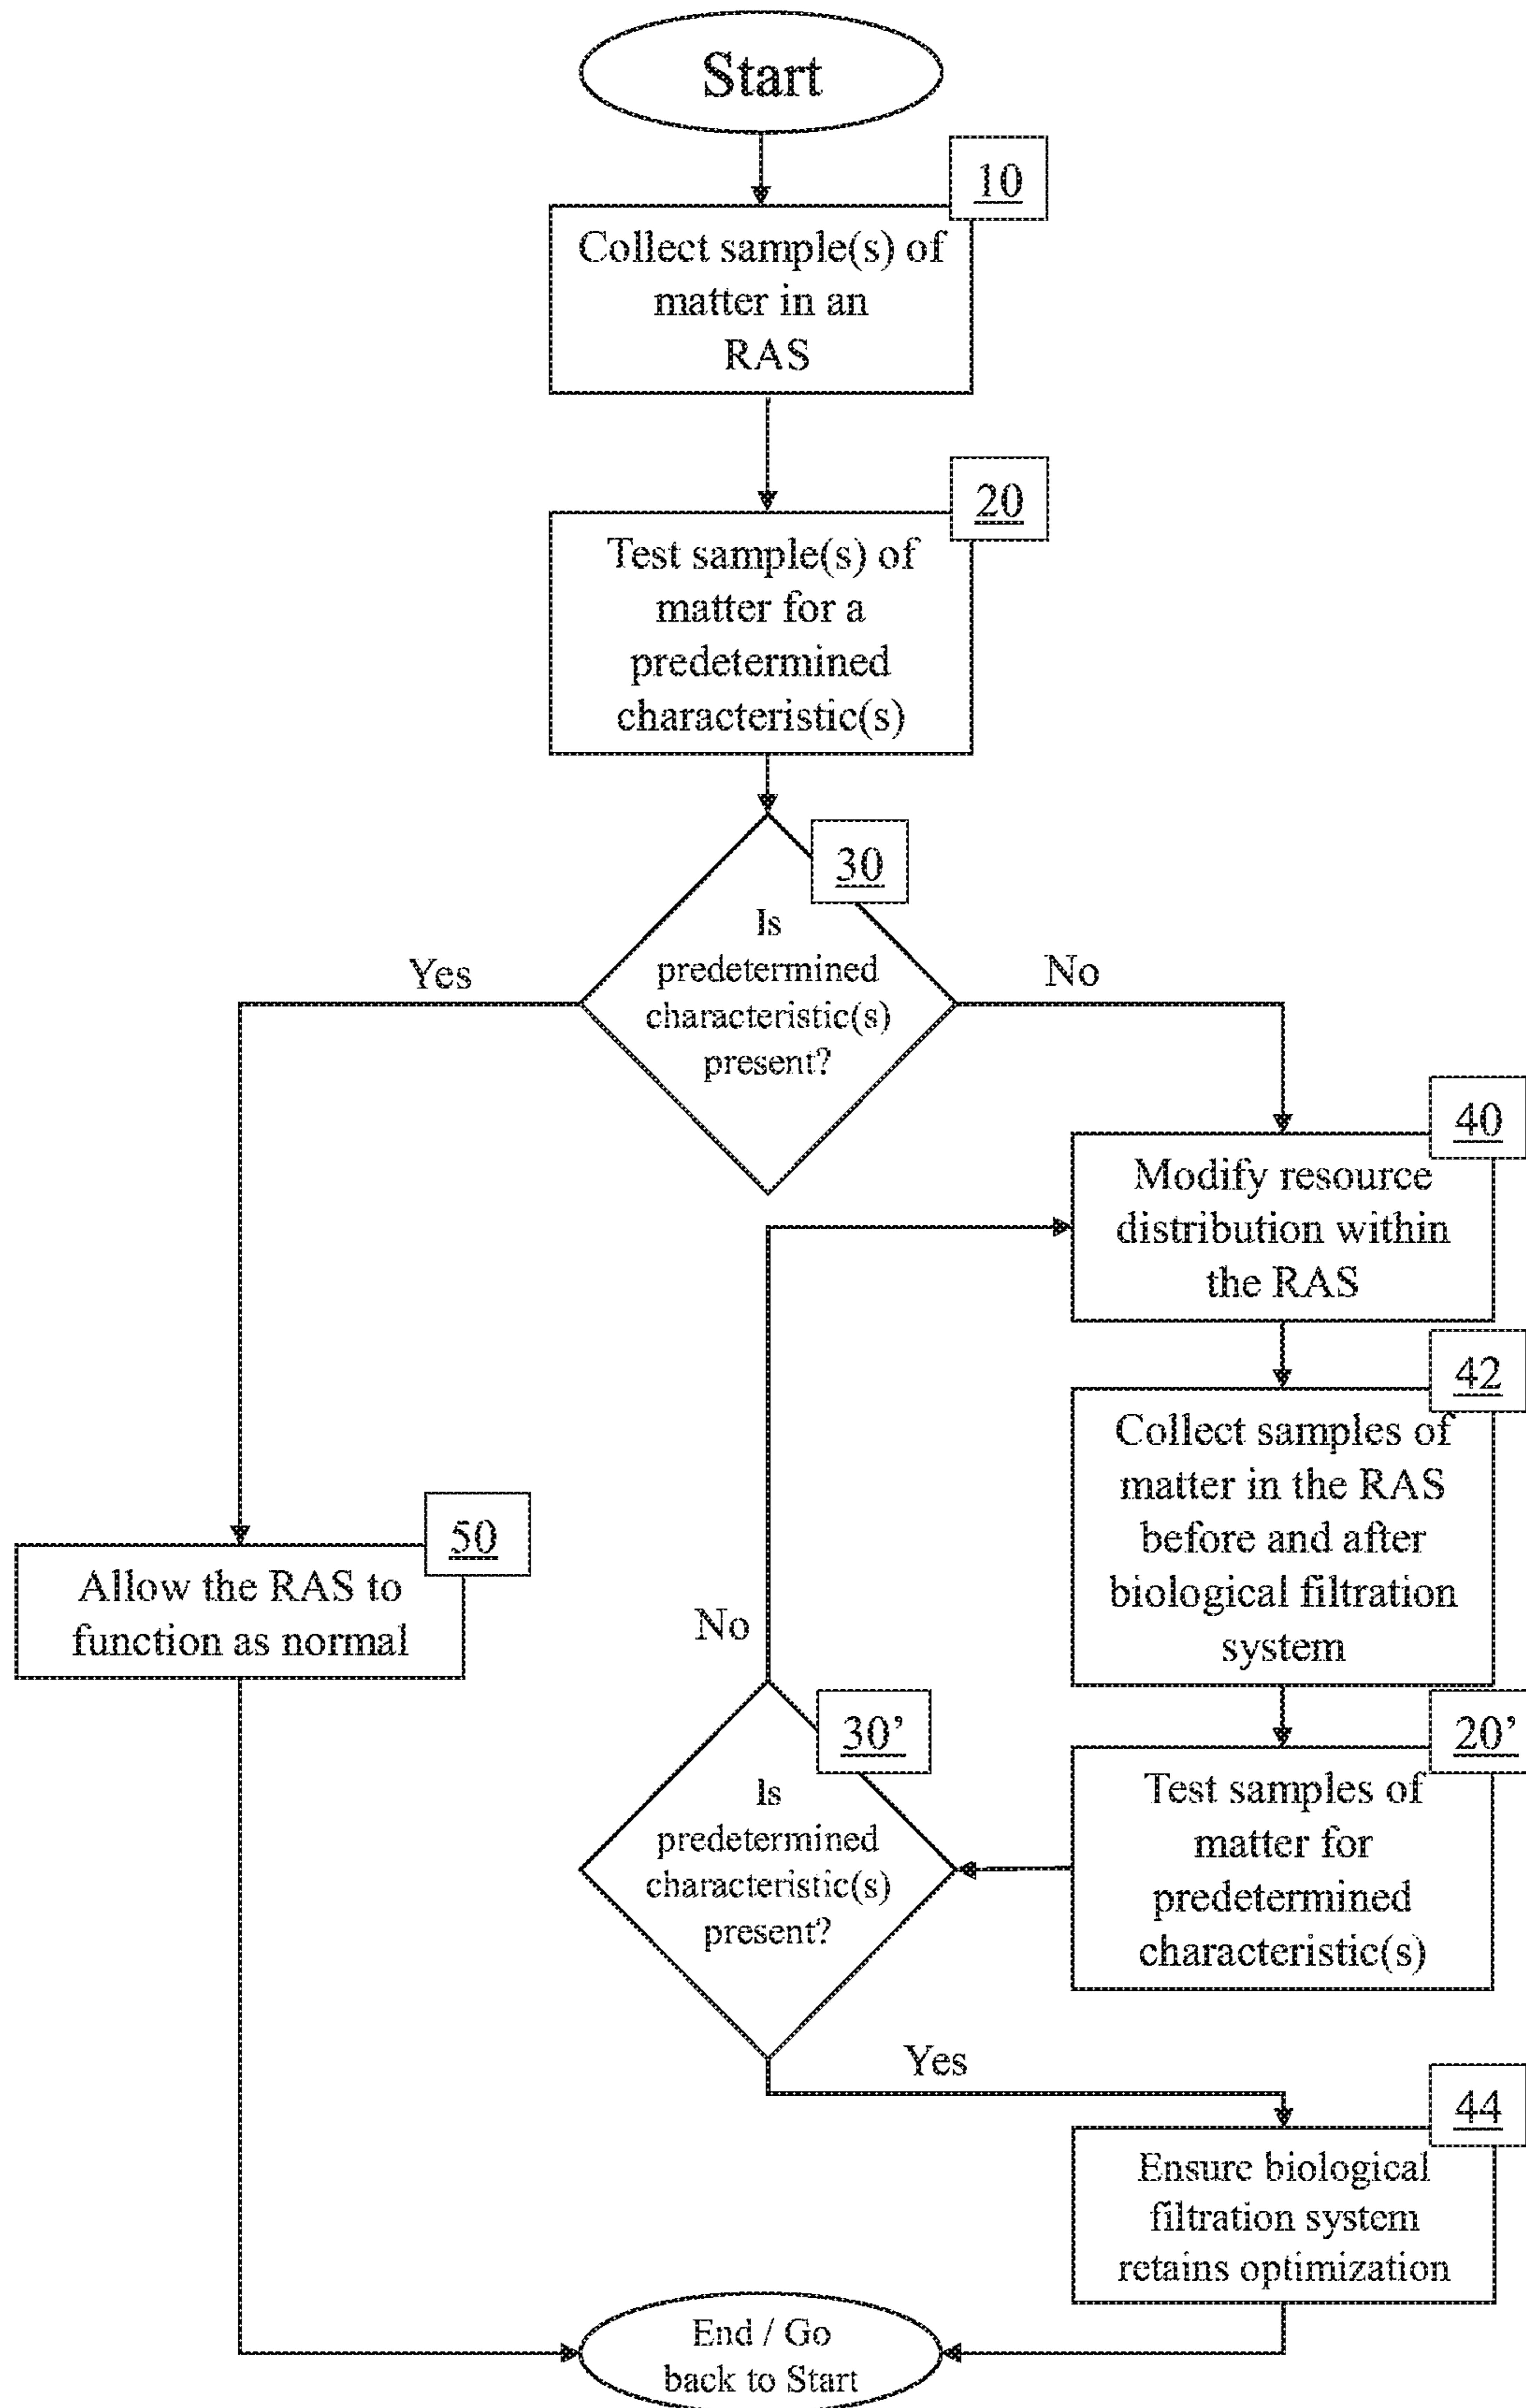 Start
10
Collect sample(s) of
matter in an
RAS
20
Test sample(s) of
matter for a
predetermined
characteristic(s)
30
Is
predetermined
characteristic(s)
present?
Yes
No
40
Modify resource
distribution within
the RAS
42
Collect samples of
matter in the RAS
before and after
biological filtration
system
50
Allow the RAS to
function as normal
No
30’
Is
predetermined
characteristic(s)
present?
20’
Test samples of
matter for
predetermined
characteristic(s)
Yes
44
Ensure biological
filtration system
retains optimization
End / Go
back to Start